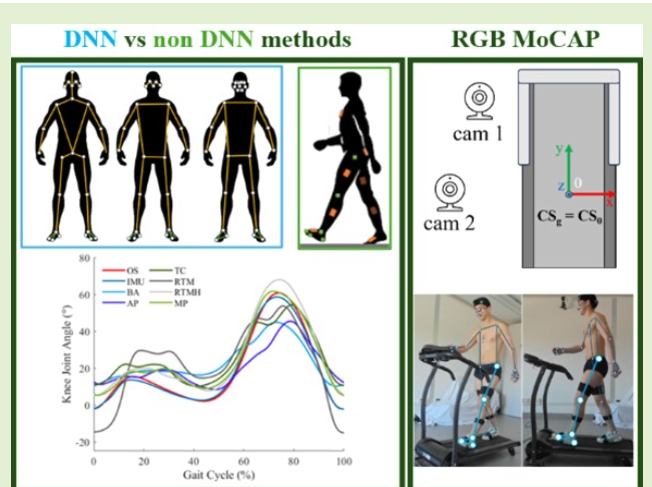 DNN vs non DNN methods
RGB MoCAP
cam 1
cam 2
y
z 0
x
CSg = CS0
80
60
40
20
0
-20
OS TC
IMU RTM
BA RTMH
AP MP
Knee Joint Angle (°)
0 20 40 60 80 100
Gait Cycle (%)